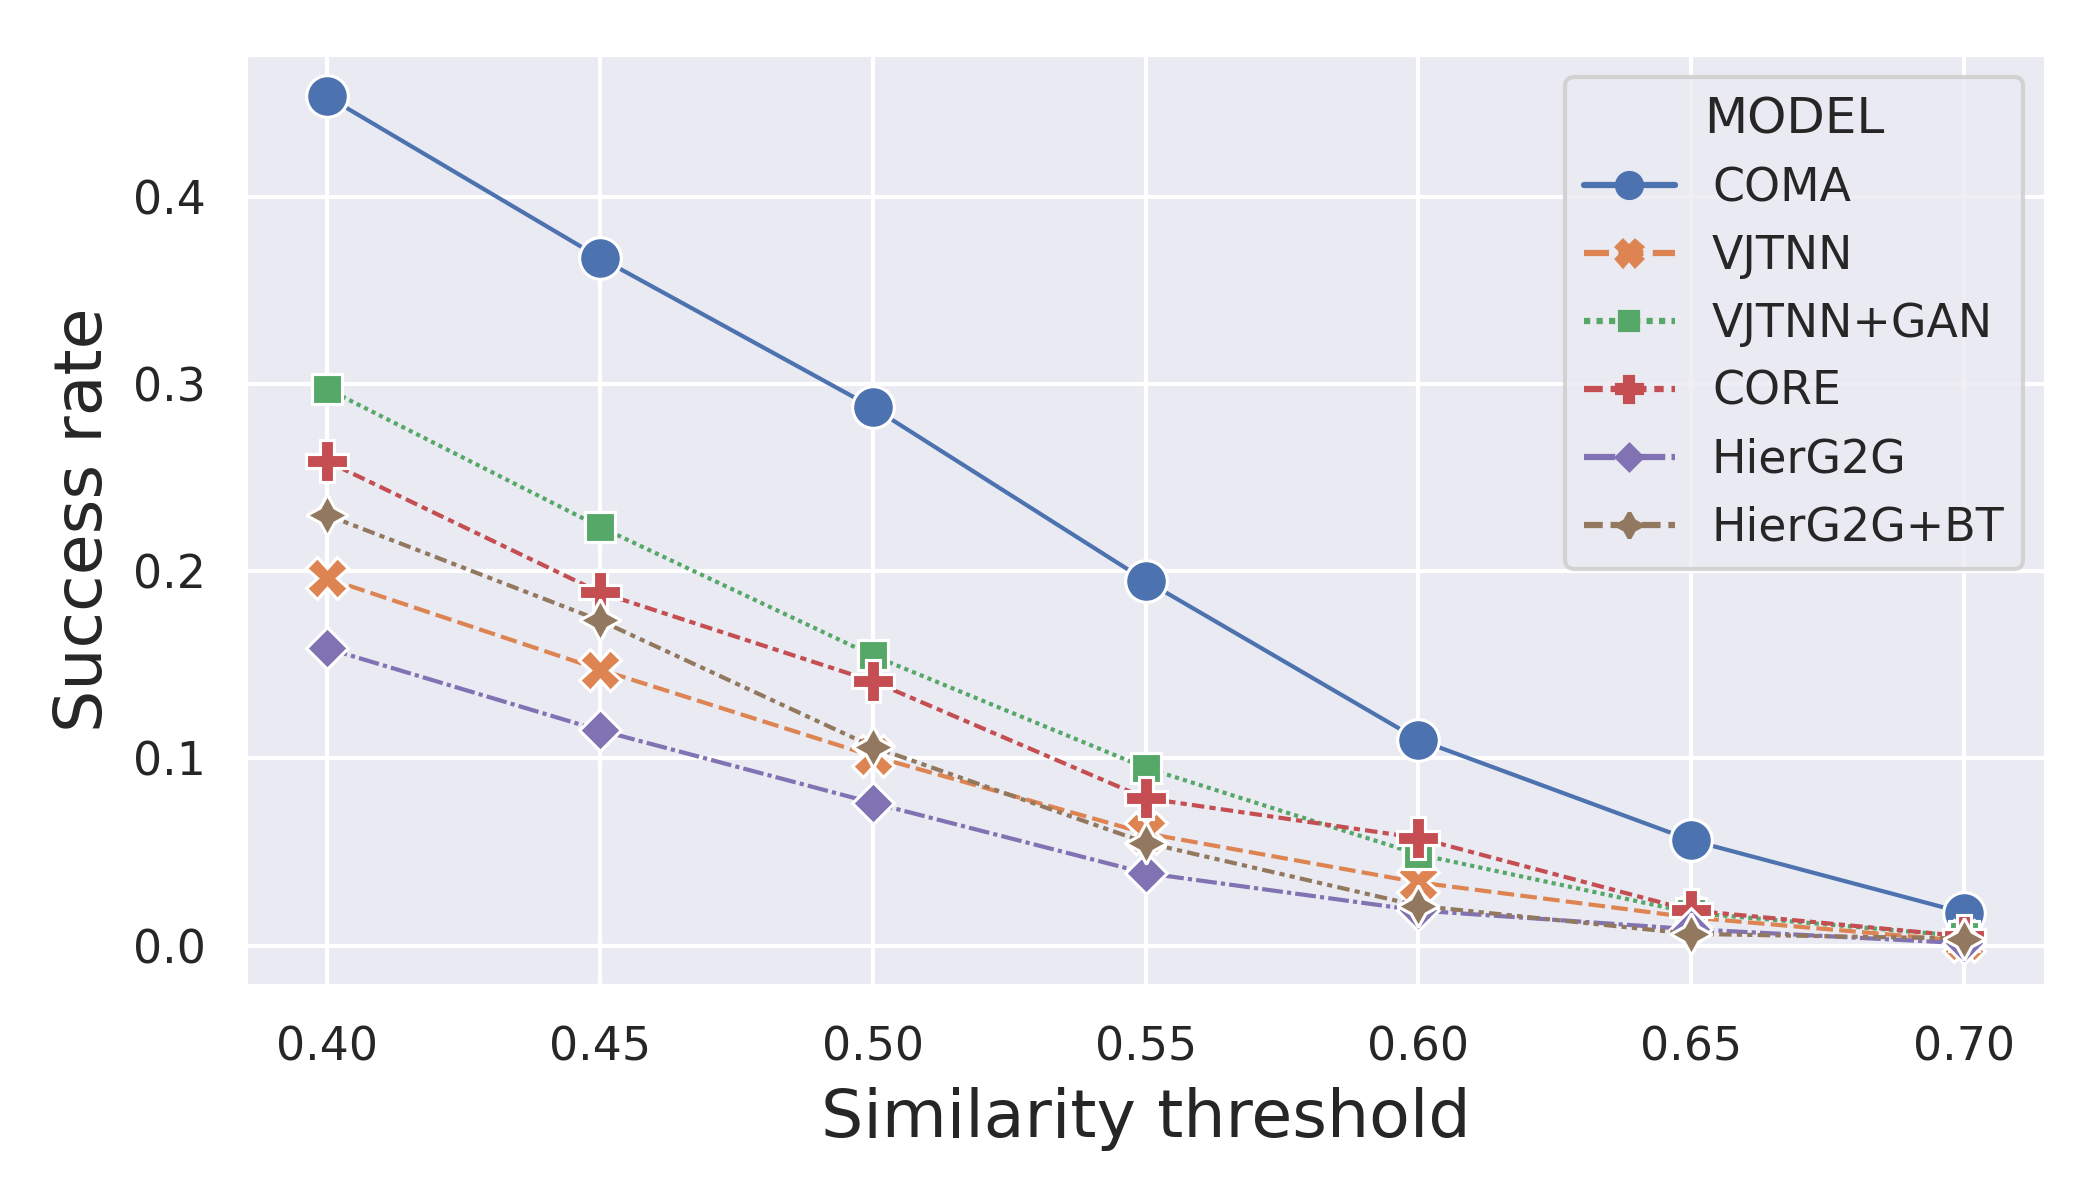 MODEL
COMA
VJTNN
VJTNN+GAN
CORE
HierG2G
HierG2G+BT
Success rate
0.4
0.3
0.2
0.1
0.0
0.40 0.45 0.50 0.55 0.60 0.65 0.70
Similarity threshold